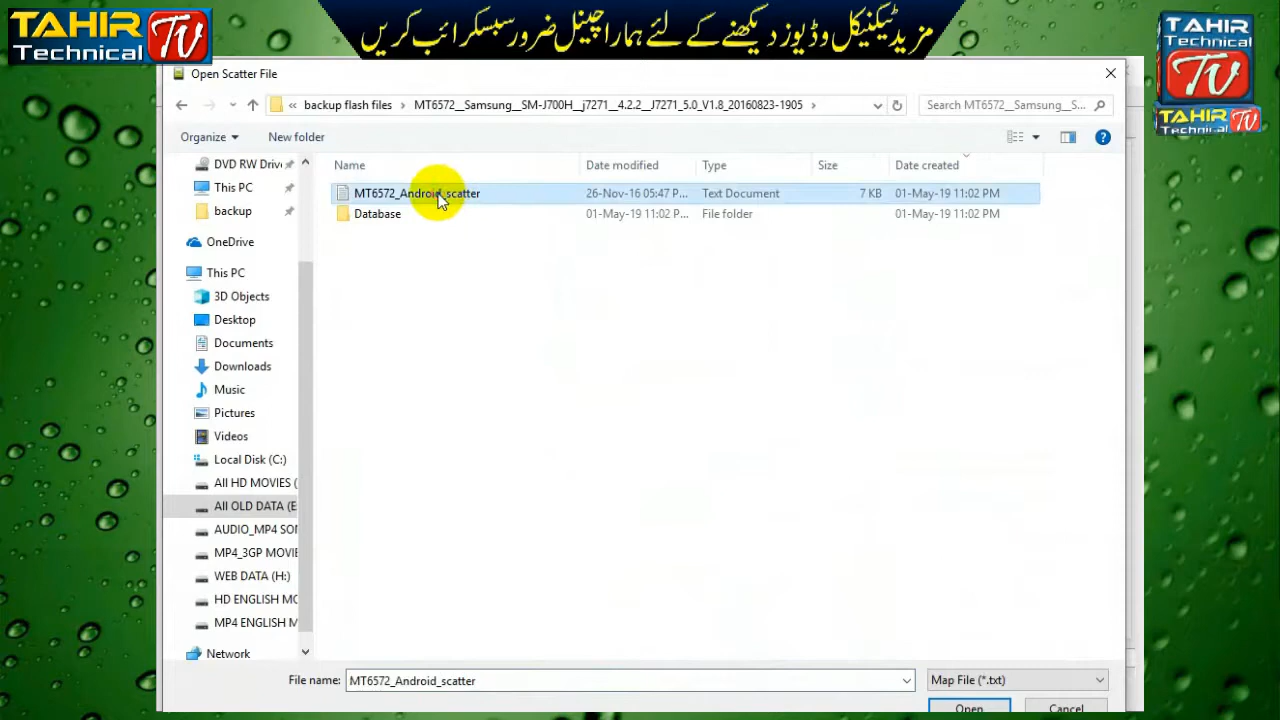 TAHIR TV
Technical
مزید ٹیکنیکل وڈیوز دیکھنے کے لئے ہمارا چینل ضرور سبسکرائب کریں
TAHIR
Technical
TV
TAHIR TV
Technical
Open Scatter File
« backup flash files > MT6572__Samsung__SM-J700H__j7271__4.2.2__J7271_5.0_V1.8_20160823-1905 >
Search MT6572__Samsung__S...
Organize
New folder
Name Date modified Type Size Date created
MT6572_Android_scatter 26-Nov-16 05:47 P... Text Document 7 KB 01-May-19 11:02 PM
Database 01-May-19 11:02 P... File folder 01-May-19 11:02 PM
DVD RW Drive
This PC
backup
OneDrive
This PC
3D Objects
Desktop
Documents
Downloads
Music
Pictures
Videos
Local Disk (C:)
All HD MOVIES (
All OLD DATA (E
AUDIO_MP4 SON
MP4_3GP MOVIE
WEB DATA (H:)
HD ENGLISH MO
MP4 ENGLISH M
Network
File name: MT6572_Android_scatter
Map File (*.txt)
Open Cancel